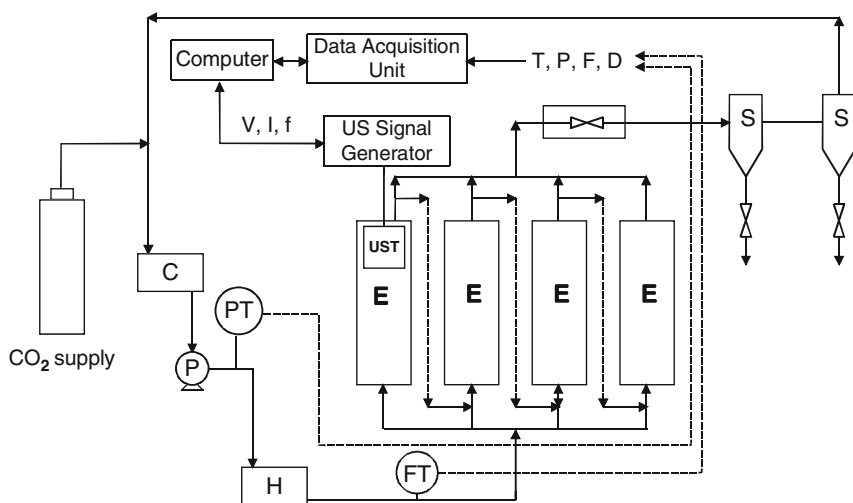 Computer
Data Acquisition
Unit
T, P, F, D
V, I, f
US Signal
Generator
S
S
UST
E
E
E
E
C
PT
P
CO2 supply
H
FT